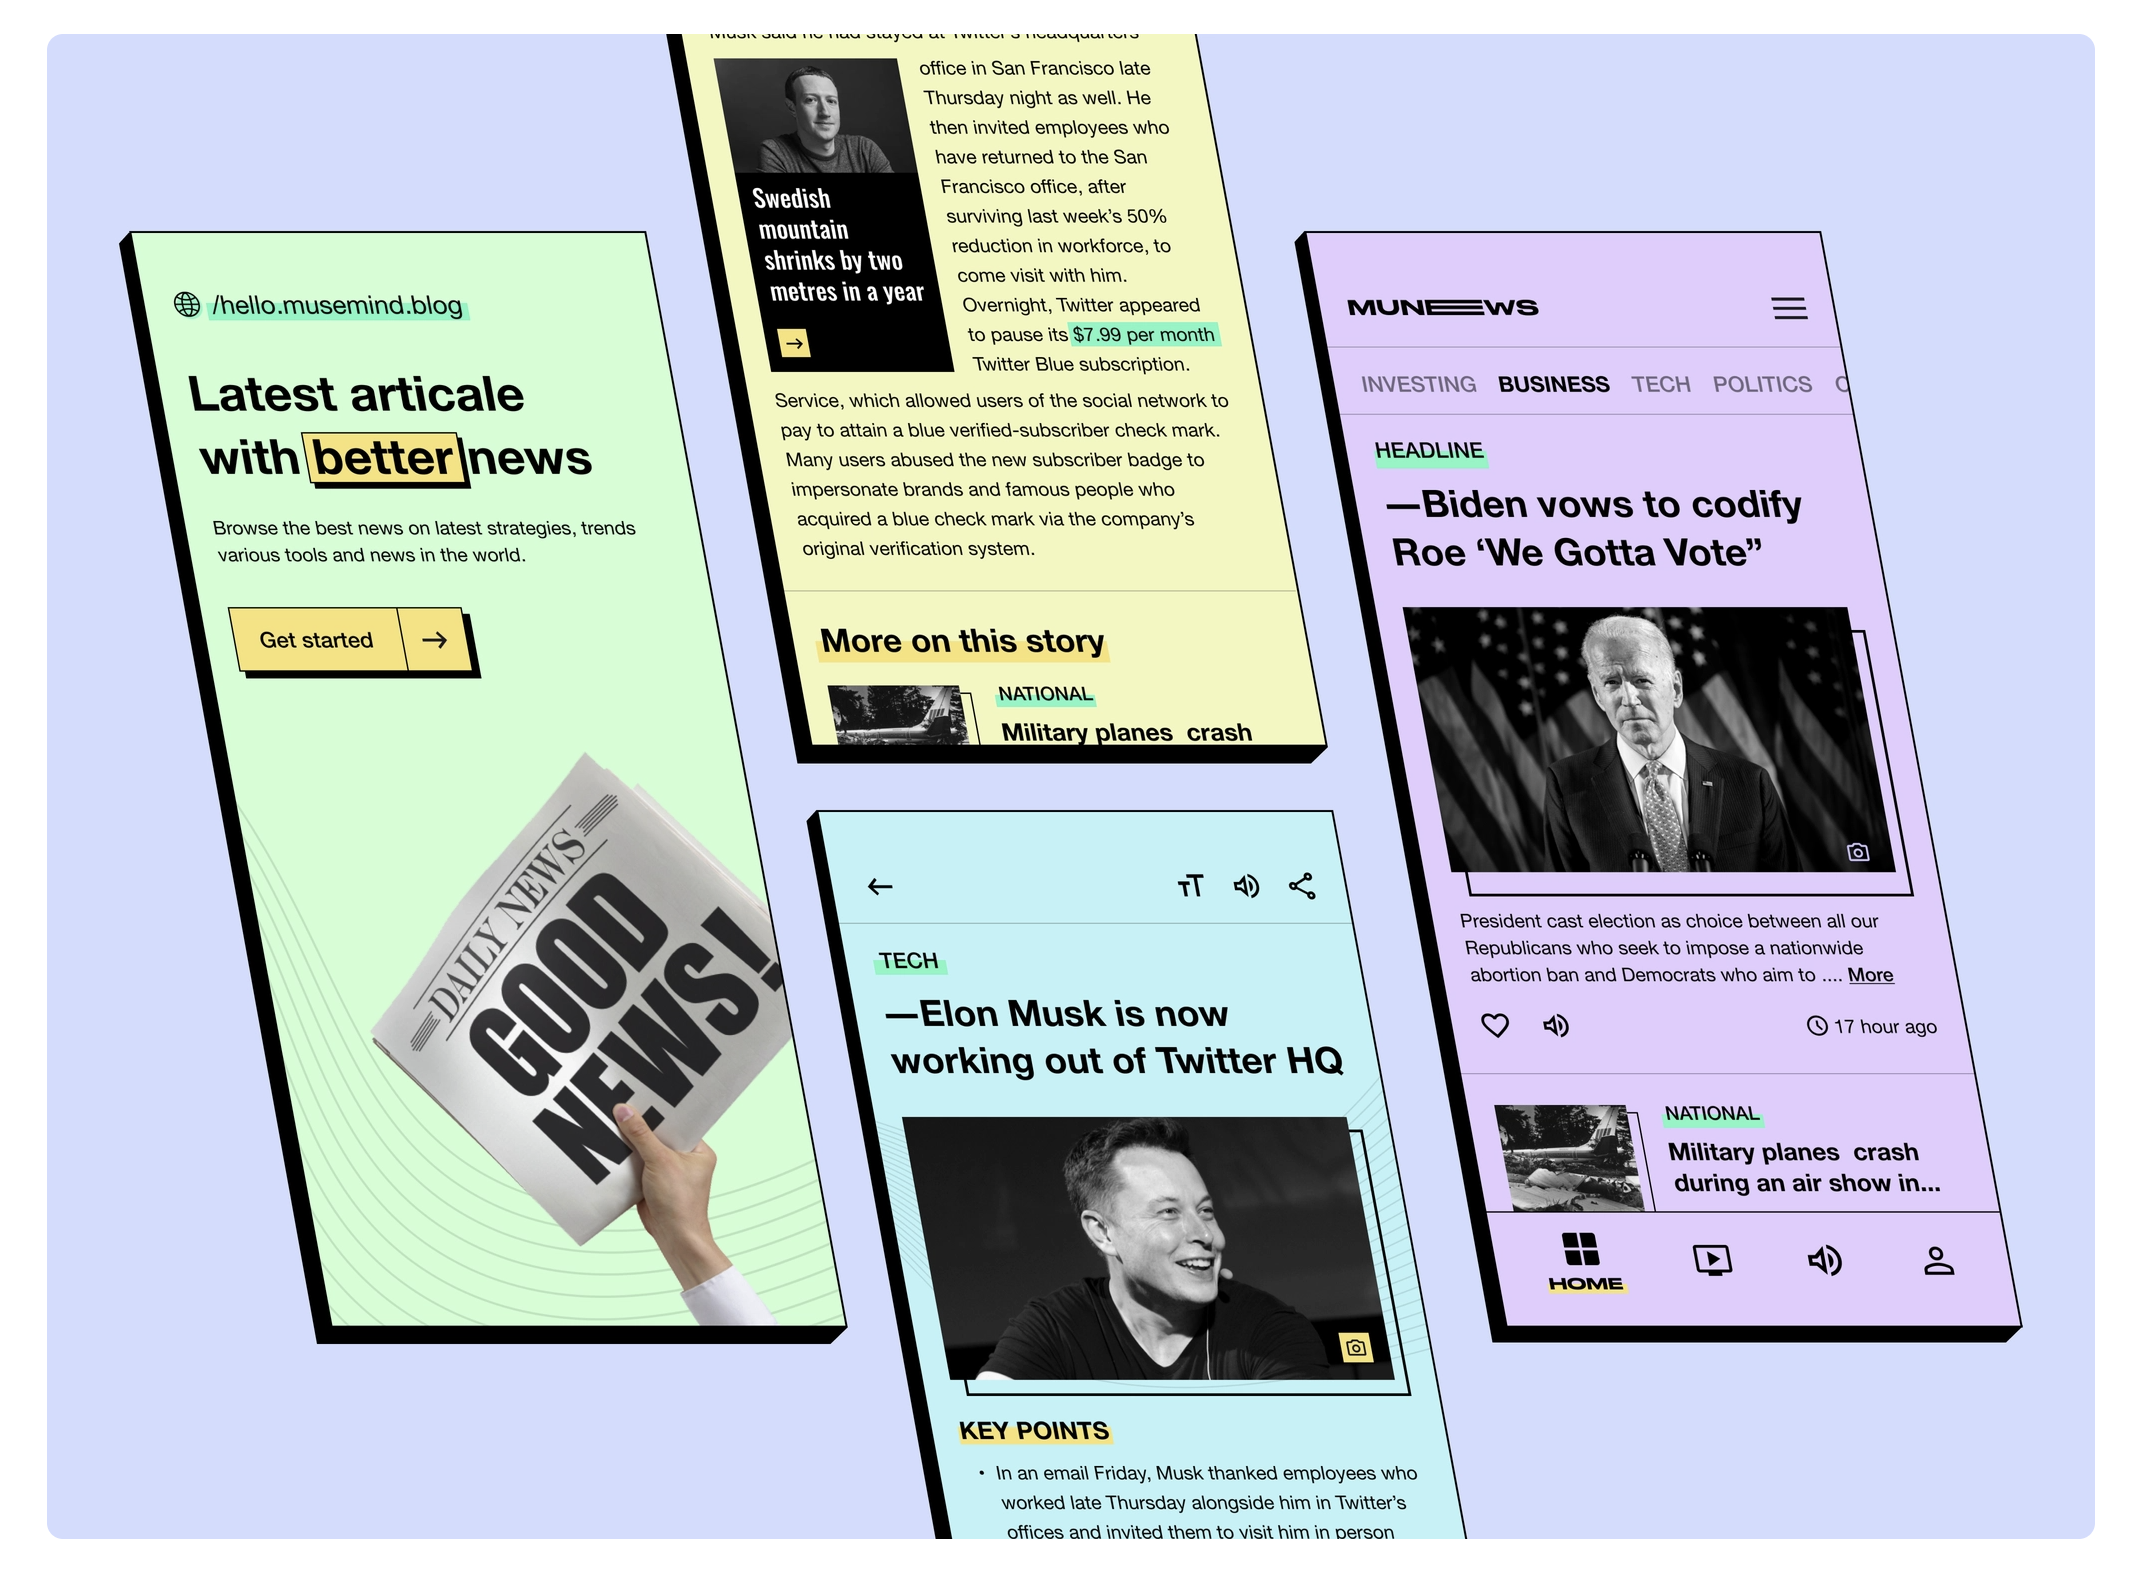 /hello.musemind.blog
Latest articale
with better news
Browse the best news on latest strategies, trends
various tools and news in the world.
Get started
DAILY NEWS
GOOD
NEWS!
Musk said he had stayed at Twitter's headquarters
office in San Francisco late
Thursday night as well. He
then invited employees who
have returned to the San
Francisco office, after
surviving last week's 50%
reduction in workforce, to
come visit with him.
Overnight, Twitter appeared
to pause its $7.99 per month
Twitter Blue subscription.
Swedish
mountain
shrinks by two
metres in a year
Service, which allowed users of the social network to
pay to attain a blue verified-subscriber check mark.
Many users abused the new subscriber badge to
impersonate brands and famous people who
acquired a blue check mark via the company's
original verification system.
More on this story
NATIONAL
Military planes  crash
TT
TECH
—Elon Musk is now
working out of Twitter HQ
KEY POINTS
• In an email Friday, Musk thanked employees who
worked late Thursday alongside him in Twitter's
offices and invited them to visit him in person
MUNEWS
INVESTING BUSINESS TECH POLITICS C
HEADLINE
—Biden vows to codify
Roe ‘We Gotta Vote”
President cast election as choice between all our
Republicans who seek to impose a nationwide
abortion ban and Democrats who aim to .... More
17 hour ago
NATIONAL
Military planes  crash
during an air show in...
HOME